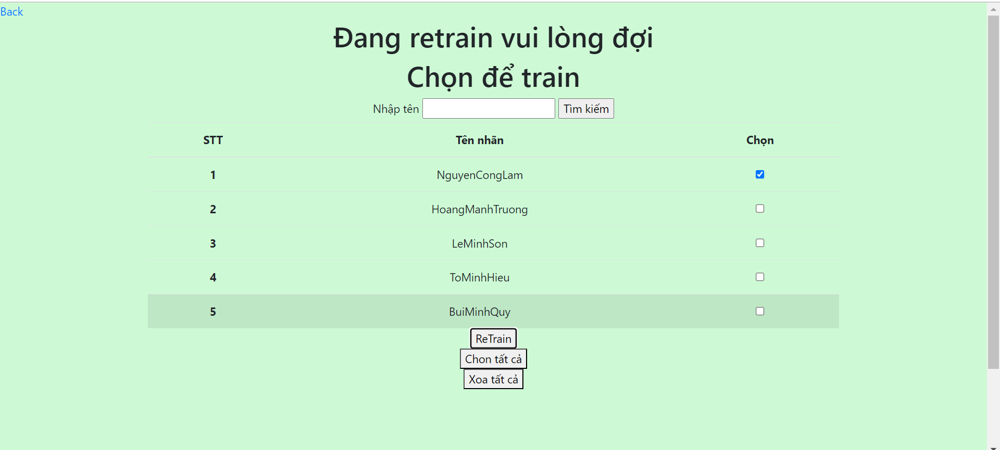 Back
Đang retrain vui lòng đợi
Chọn để train
Nhập tên Tìm kiếm
STT Tên nhãn Chọn
1 NguyenCongLam
2 HoangManhTruong
3 LeMinhSon
4 ToMinhHieu
5 BuiMinhQuy
ReTrain
Chon tất cả
Xoa tất cả